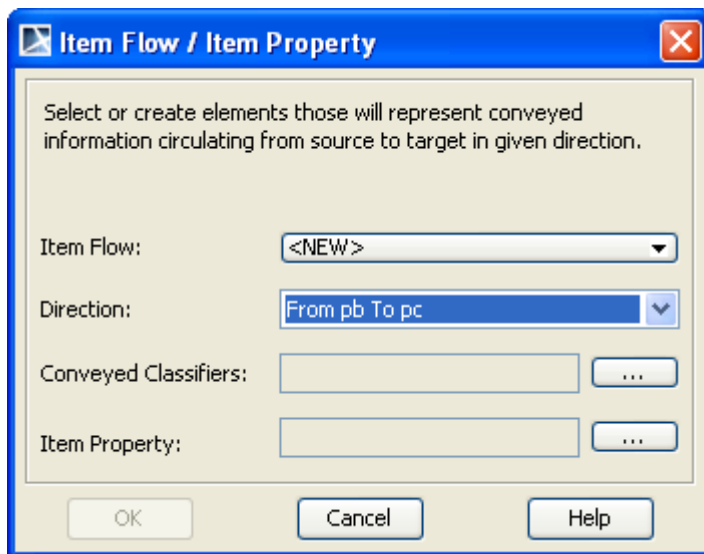 Item Flow / Item Property
Select or create elements those will represent conveyed
information circulating from source to target in given direction.
Item Flow: <NEW>
Direction: From pb To pc
Conveyed Classifiers: ...
Item Property: ...
OK Cancel Help